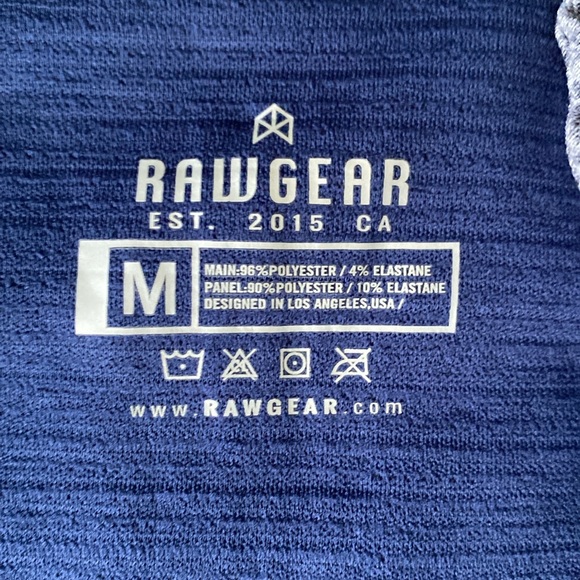 RAWGEAR
EST. 2015 CA
M
MAIN:96%POLYESTER / 4% ELASTANE
PANEL:90%POLYESTER / 10% ELASTANE
DESIGNED IN LOS ANGELES,USA /
www.RAWGEAR.com